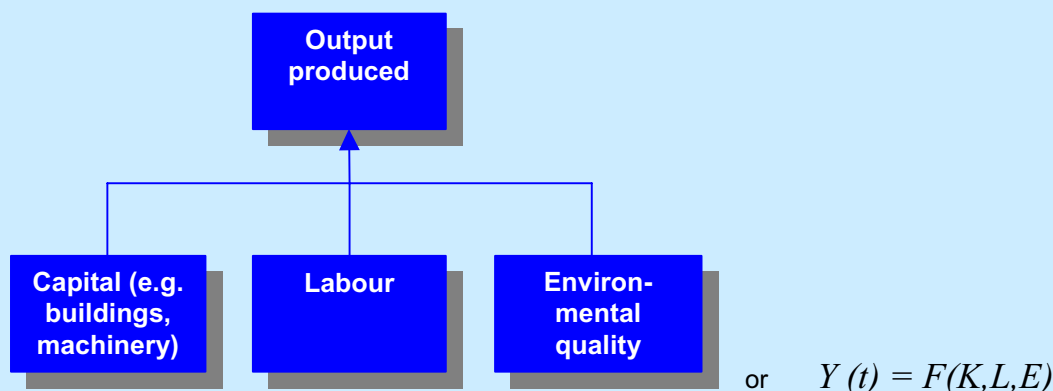 Output
produced
Capital (e.g.
buildings,
machinery)
Labour
Environ-
mental
quality
or Y (t) = F(K,L,E)